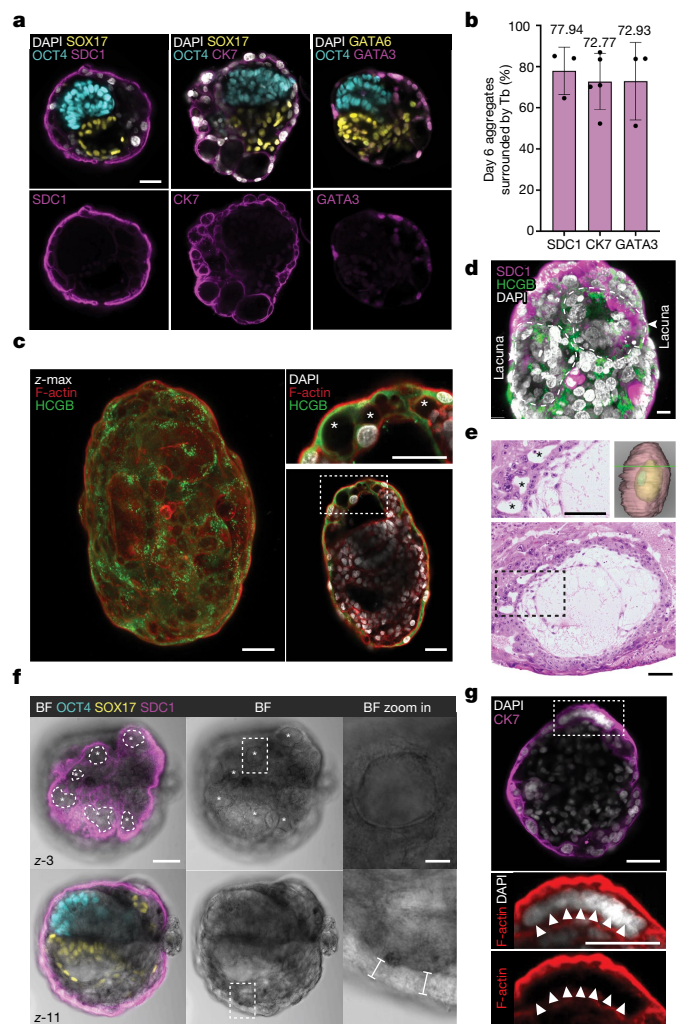 a
DAPI SOX17
OCT4 SDC1
DAPI SOX17
OCT4 CK7
DAPI GATA6
OCT4 GATA3
SDC1
CK7
GATA3
b
77.94
72.77
72.93
100
80
60
40
20
0
Day 6 aggregates
surrounded by Tb (%)
SDC1 CK7 GATA3
c
z-max
F-actin
HCGB
DAPI
F-actin
HCGB
*
*
*
d
SDC1
HCGB
DAPI
Lacuna
Lacuna
e
*
*
*
f
BF OCT4 SOX17 SDC1
BF
BF zoom in
z-3
z-11
g
DAPI
CK7
F-actin DAPI
F-actin